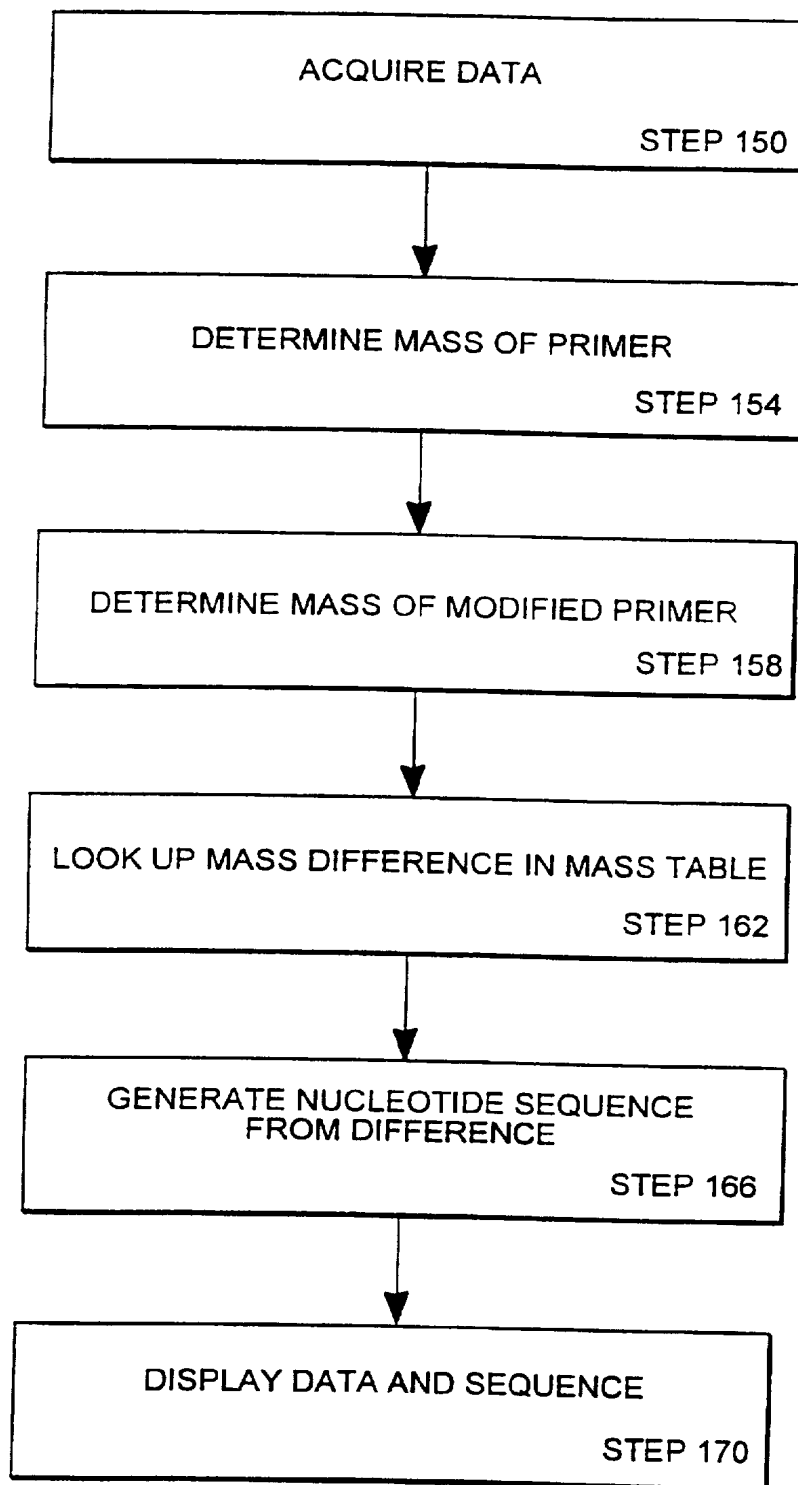 ACQUIRE DATA
STEP 150
DETERMINE MASS OF PRIMER
STEP 154
DETERMINE MASS OF MODIFIED PRIMER
STEP 158
LOOK UP MASS DIFFERENCE IN MASS TABLE
STEP 162
GENERATE NUCLEOTIDE SEQUENCE
FROM DIFFERENCE
STEP 166
DISPLAY DATA AND SEQUENCE
STEP 170